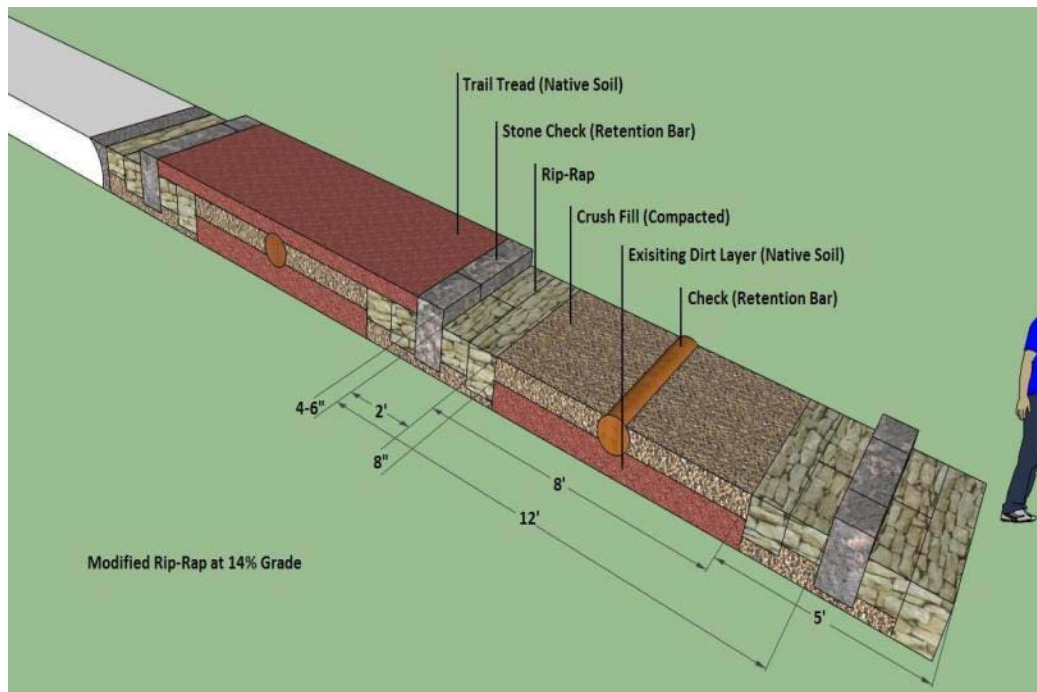 Trail Tread (Native Soil)
Stone Check (Retention Bar)
Rip-Rap
Crush Fill (Compacted)
Exisiting Dirt Layer (Native Soil)
Check (Retention Bar)
4-6"
2'
8"
8'
12'
5'
Modified Rip-Rap at 14% Grade